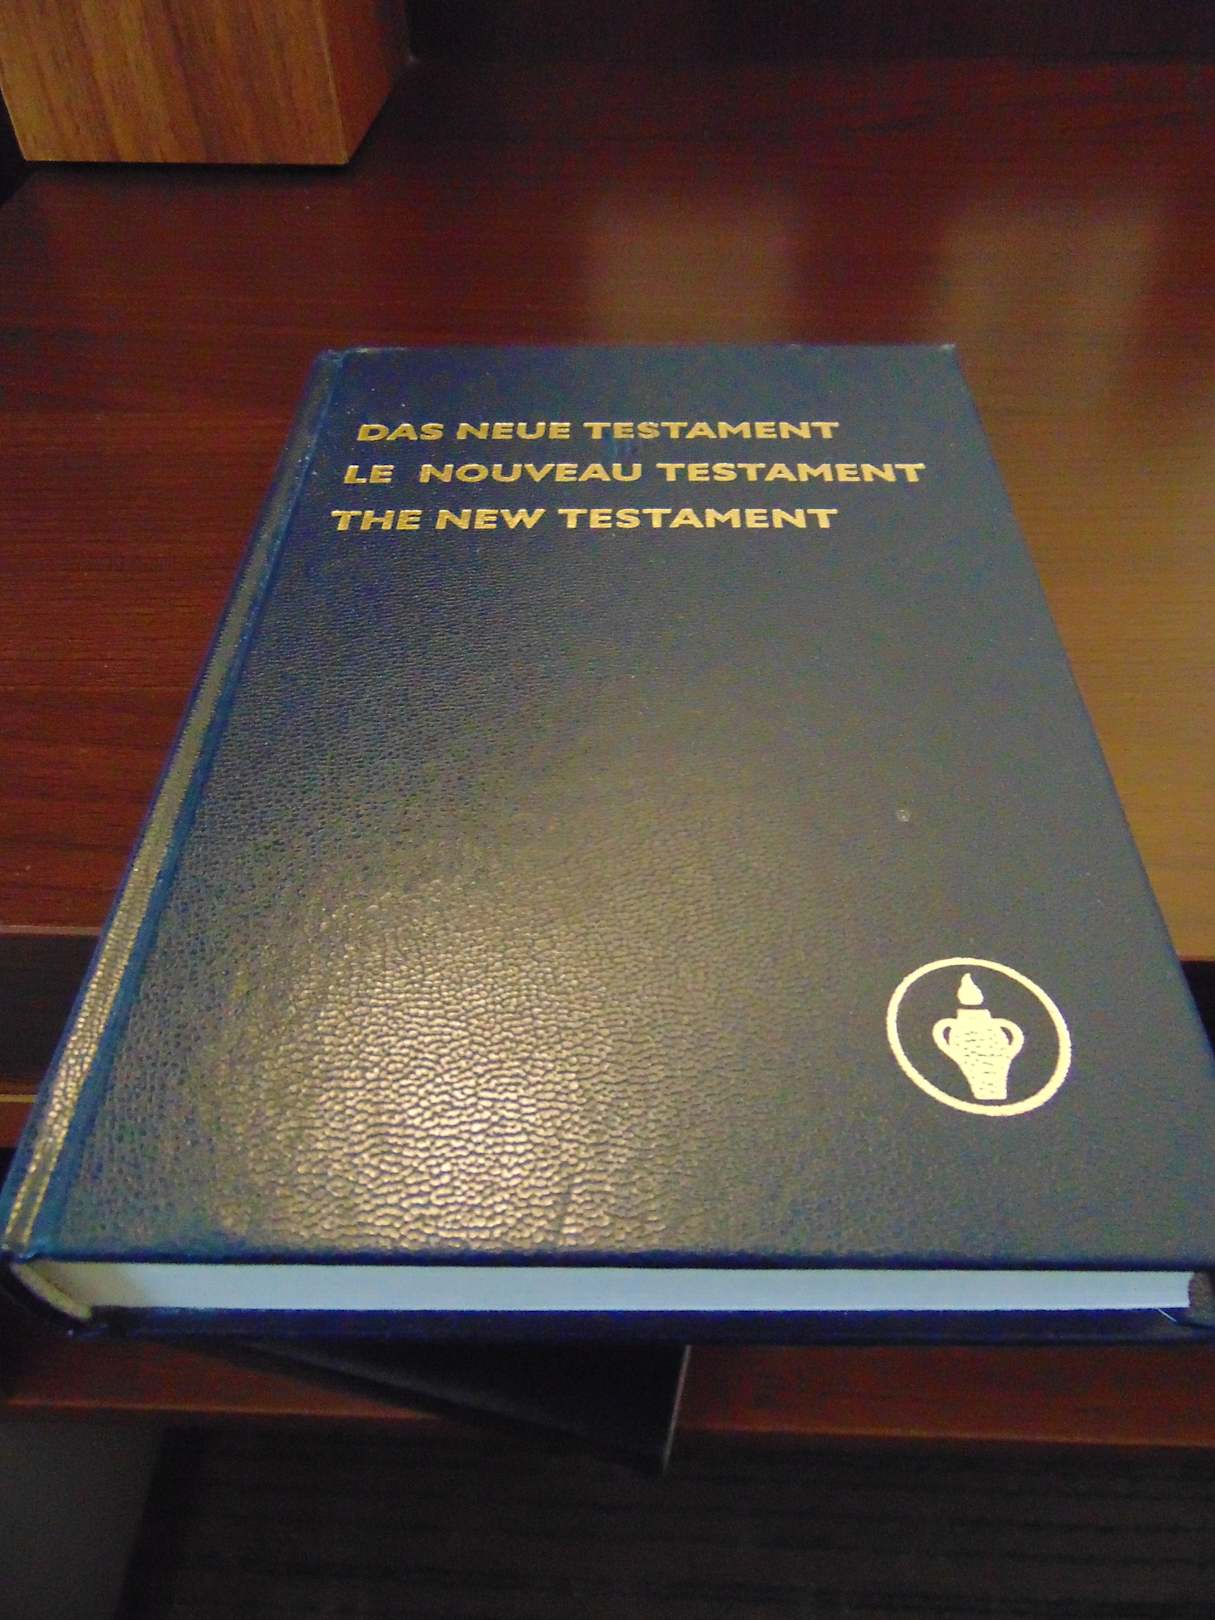 DAS NEUE TESTAMENT
LE NOUVEAU TESTAMENT
THE NEW TESTAMENT